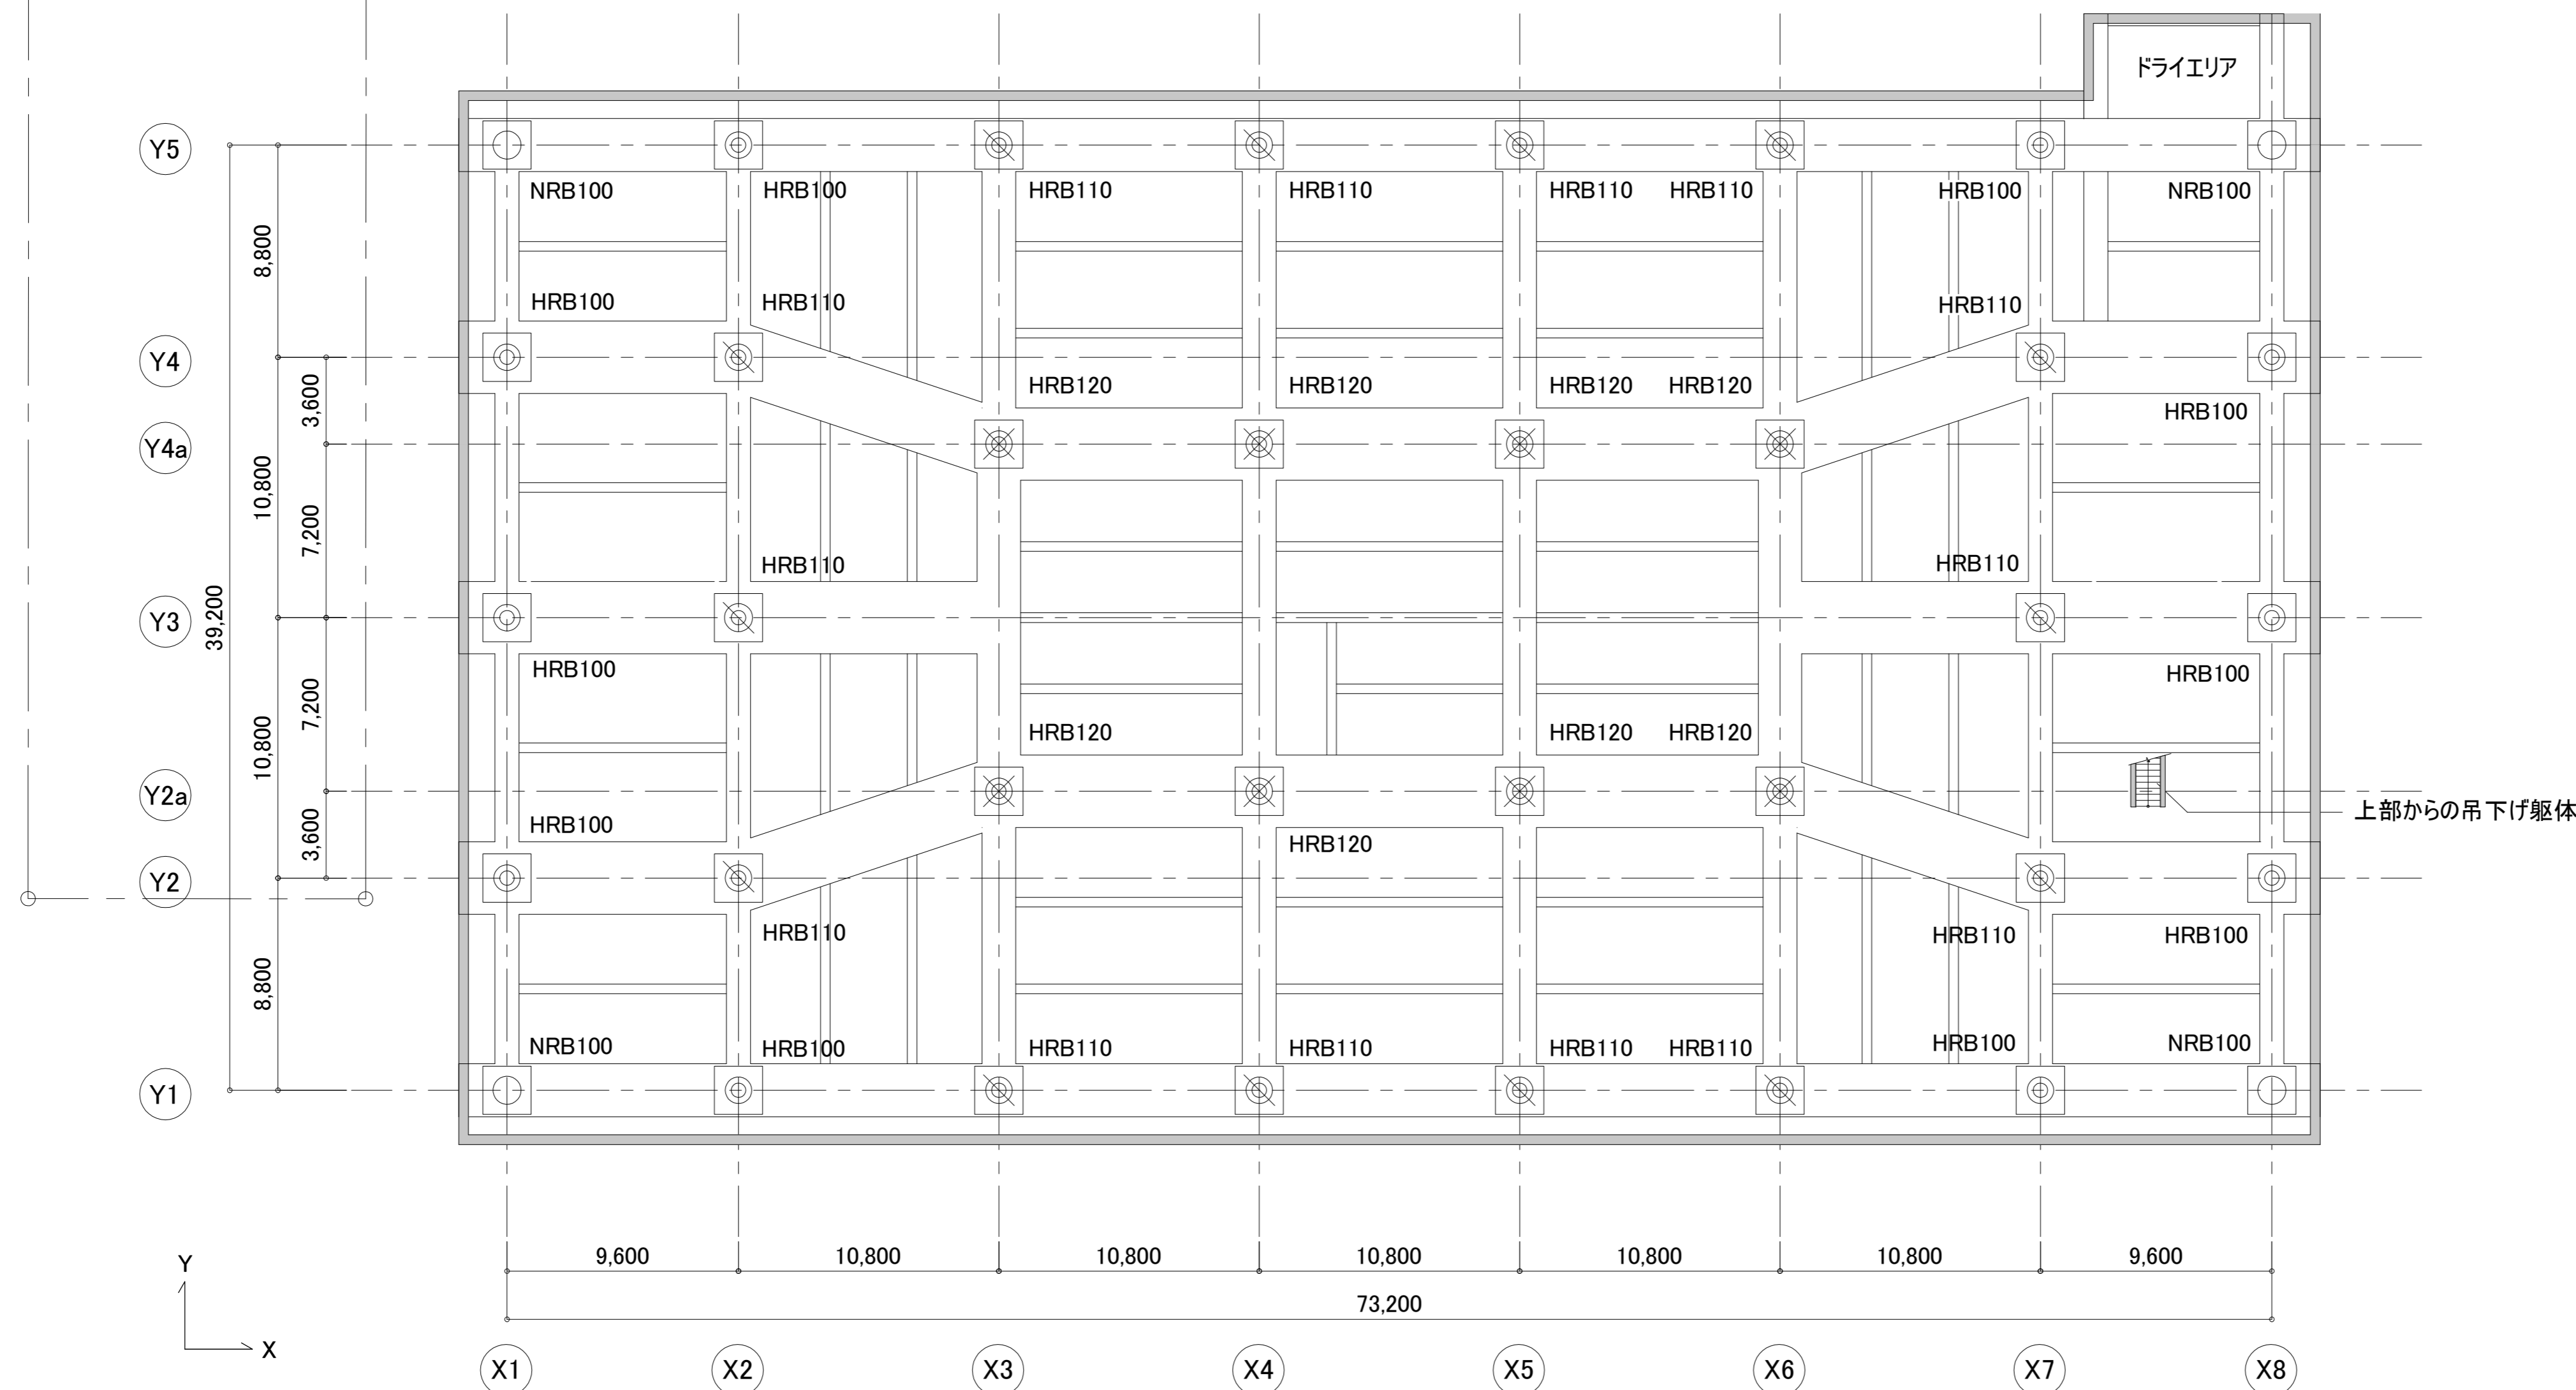 ドライエリア
Y5
NRB100 HRB100 HRB110 HRB110 HRB110 HRB110 HRB100 NRB100
8,800
HRB100 HRB110 HRB110
Y4
3,600
HRB120 HRB120 HRB120 HRB120
HRB100
Y4a
10,800
7,200
HRB110 HRB110
39,200
Y3
HRB100 HRB100
7,200
10,800
HRB120 HRB120 HRB120
Y2a
上部からの吊下げ躯体
HRB100 HRB120
3,600
Y2
HRB110 HRB110 HRB100
8,800
NRB100 HRB100 HRB110 HRB110 HRB110 HRB110 HRB100 NRB100
Y1
9,600 10,800 10,800 10,800 10,800 10,800 9,600
73,200
Y
X
X1 X2 X3 X4 X5 X6 X7 X8